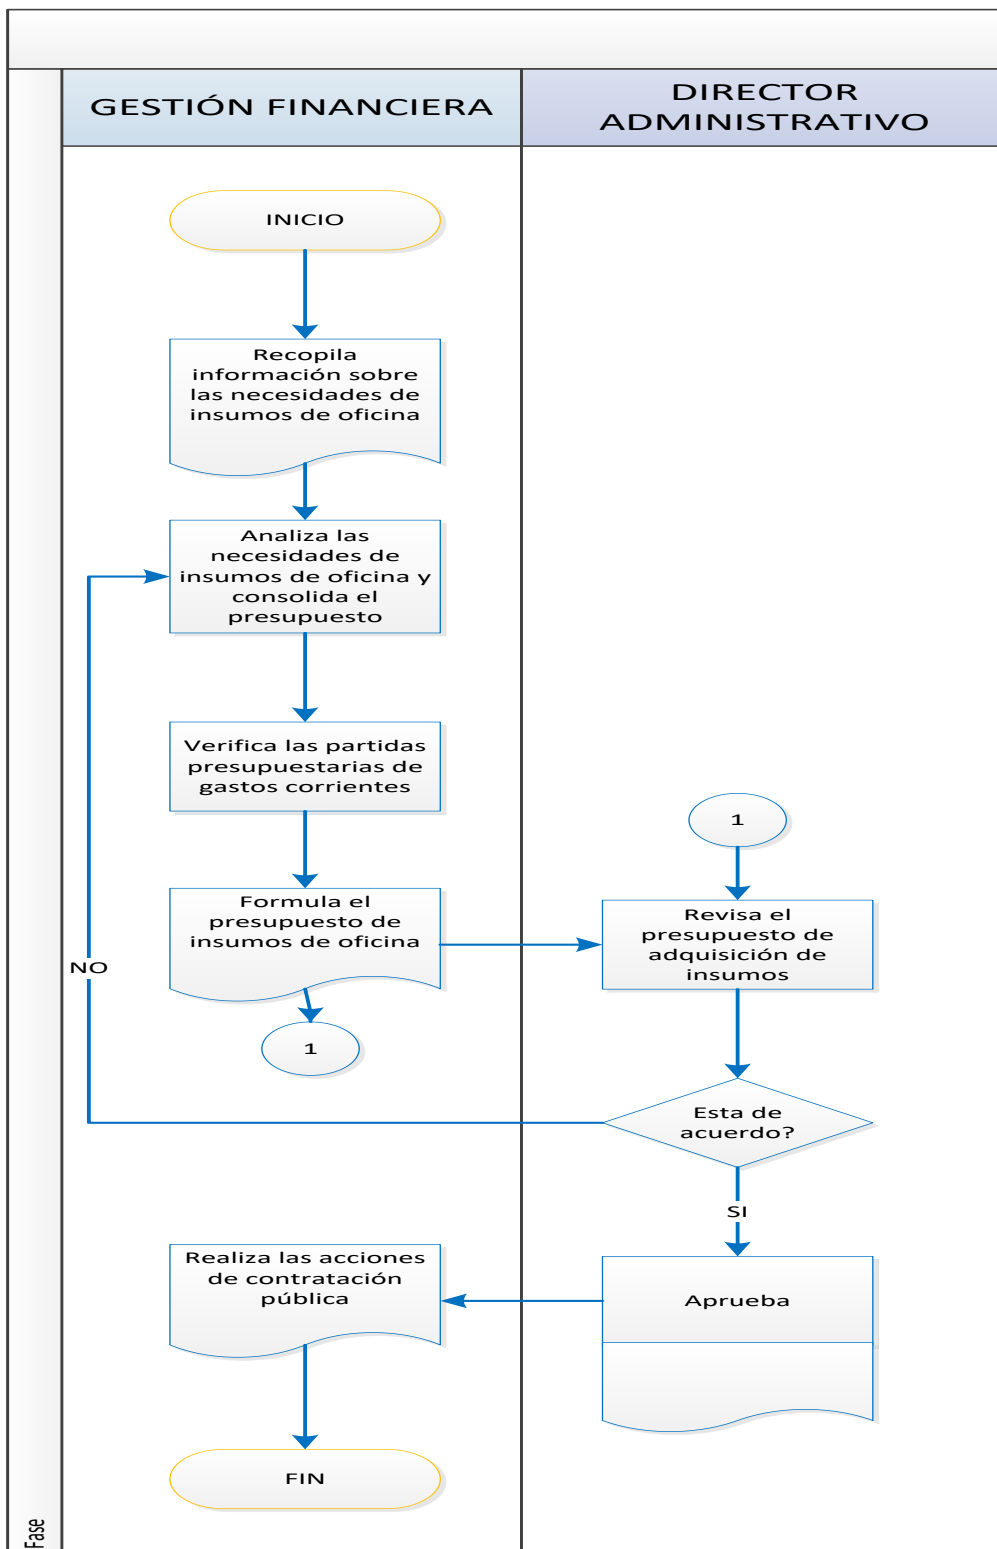 GESTIÓN FINANCIERA
DIRECTOR
ADMINISTRATIVO
INICIO
Recopila
información sobre
las necesidades de
insumos de oficina
Analiza las
necesidades de
insumos de oficina y
consolida el
presupuesto
Verifica las partidas
presupuestarias de
gastos corrientes
1
Formula el
presupuesto de
insumos de oficina
Revisa el
presupuesto de
adquisición de
insumos
NO
1
Esta de
acuerdo?
SI
Realiza las acciones
de contratación
pública
Aprueba
FIN
Fase